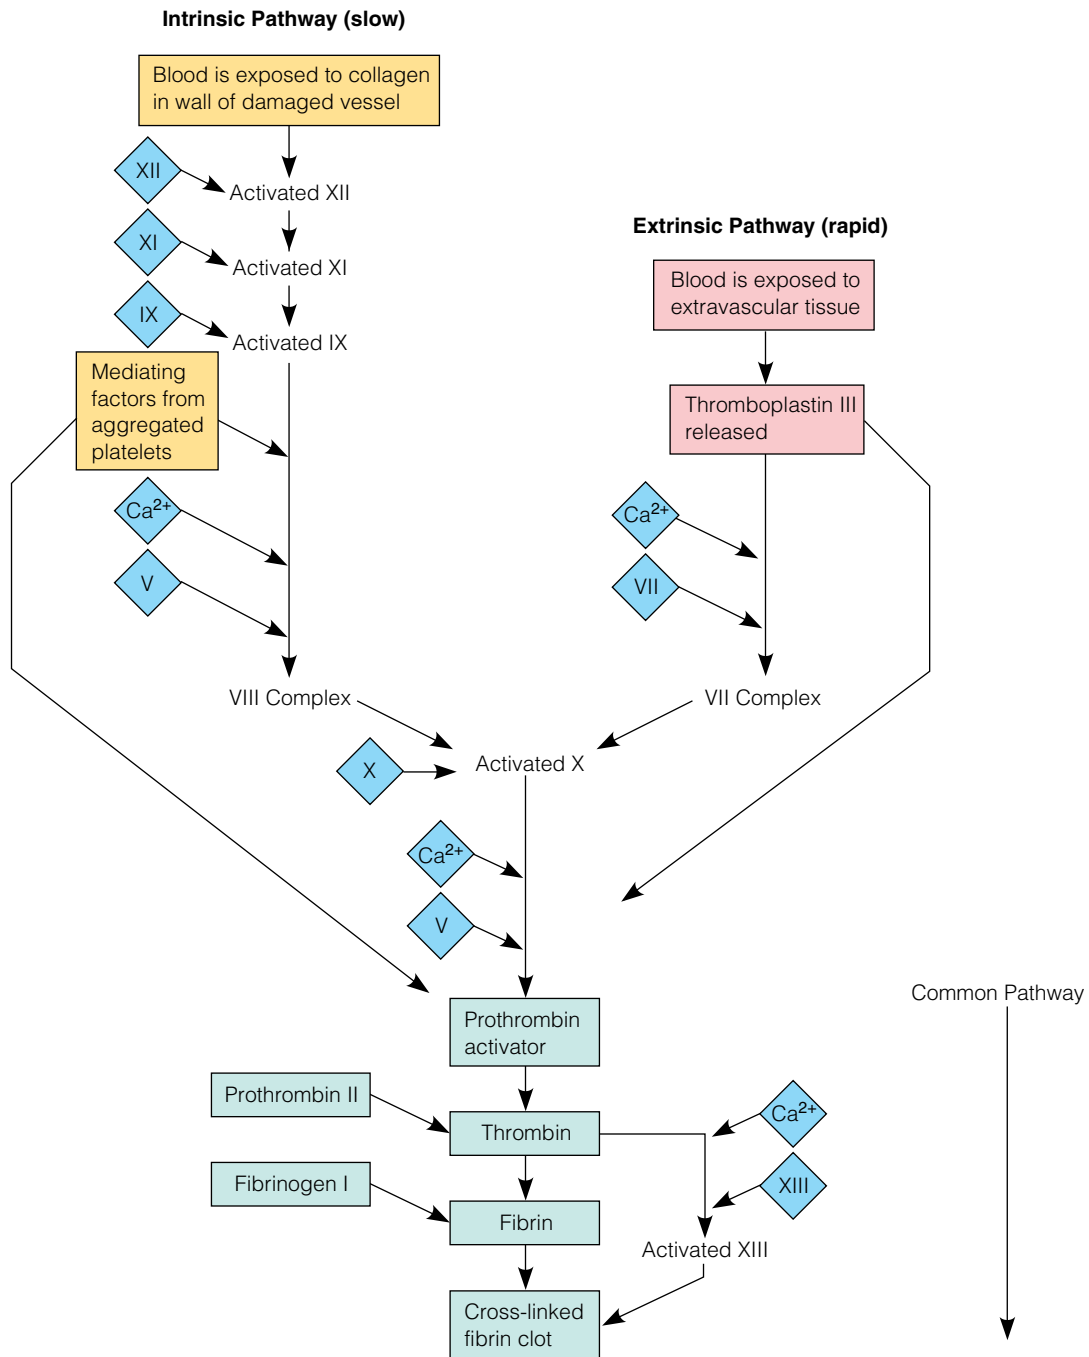 Intrinsic Pathway (slow)
Blood is exposed to collagen
in wall of damaged vessel
XII
Activated XII
XI
Activated XI
IX
Activated IX
Mediating
factors from
aggregated
platelets
Ca²⁺
V
VIII Complex
Extrinsic Pathway (rapid)
Blood is exposed to
extravascular tissue
Thromboplastin III
released
Ca²⁺
VII
VII Complex
X
Activated X
Ca²⁺
V
Common Pathway
Prothrombin
activator
Prothrombin II
Thrombin
Ca²⁺
Fibrinogen I
XIII
Fibrin
Activated XIII
Cross-linked
fibrin clot